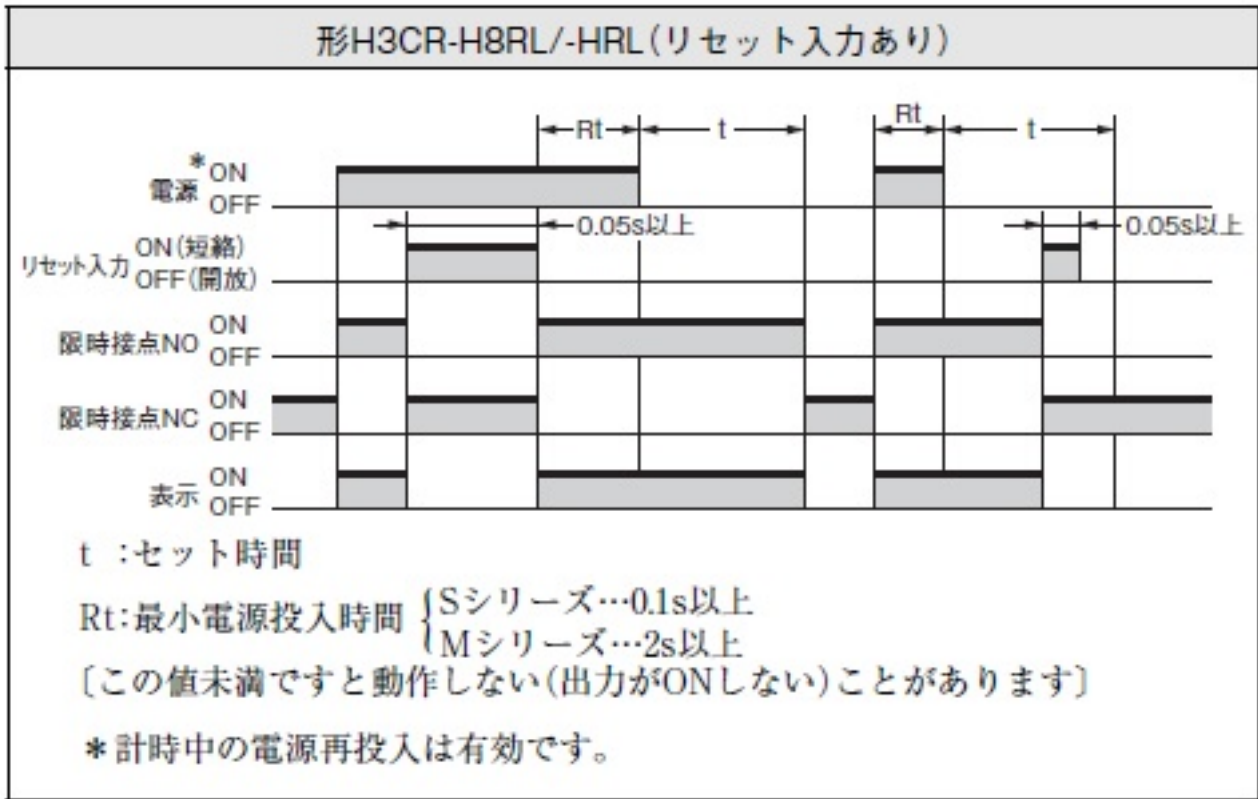 形H3CR-H8RL/-HRL(リセット入力あり)
Rt
t
Rt
t
*
電源
ON
OFF
0.05s以上
0.05s以上
リセット入力
ON(短絡)
OFF(開放)
限時接点NO
ON
OFF
限時接点NC
ON
OFF
表示
ON
OFF
t :セット時間
Rt:最小電源投入時間
Sシリーズ…0.1s以上
Mシリーズ…2s以上
〔この値未満ですと動作しない(出力がONしない)ことがあります〕
*計時中の電源再投入は有効です。